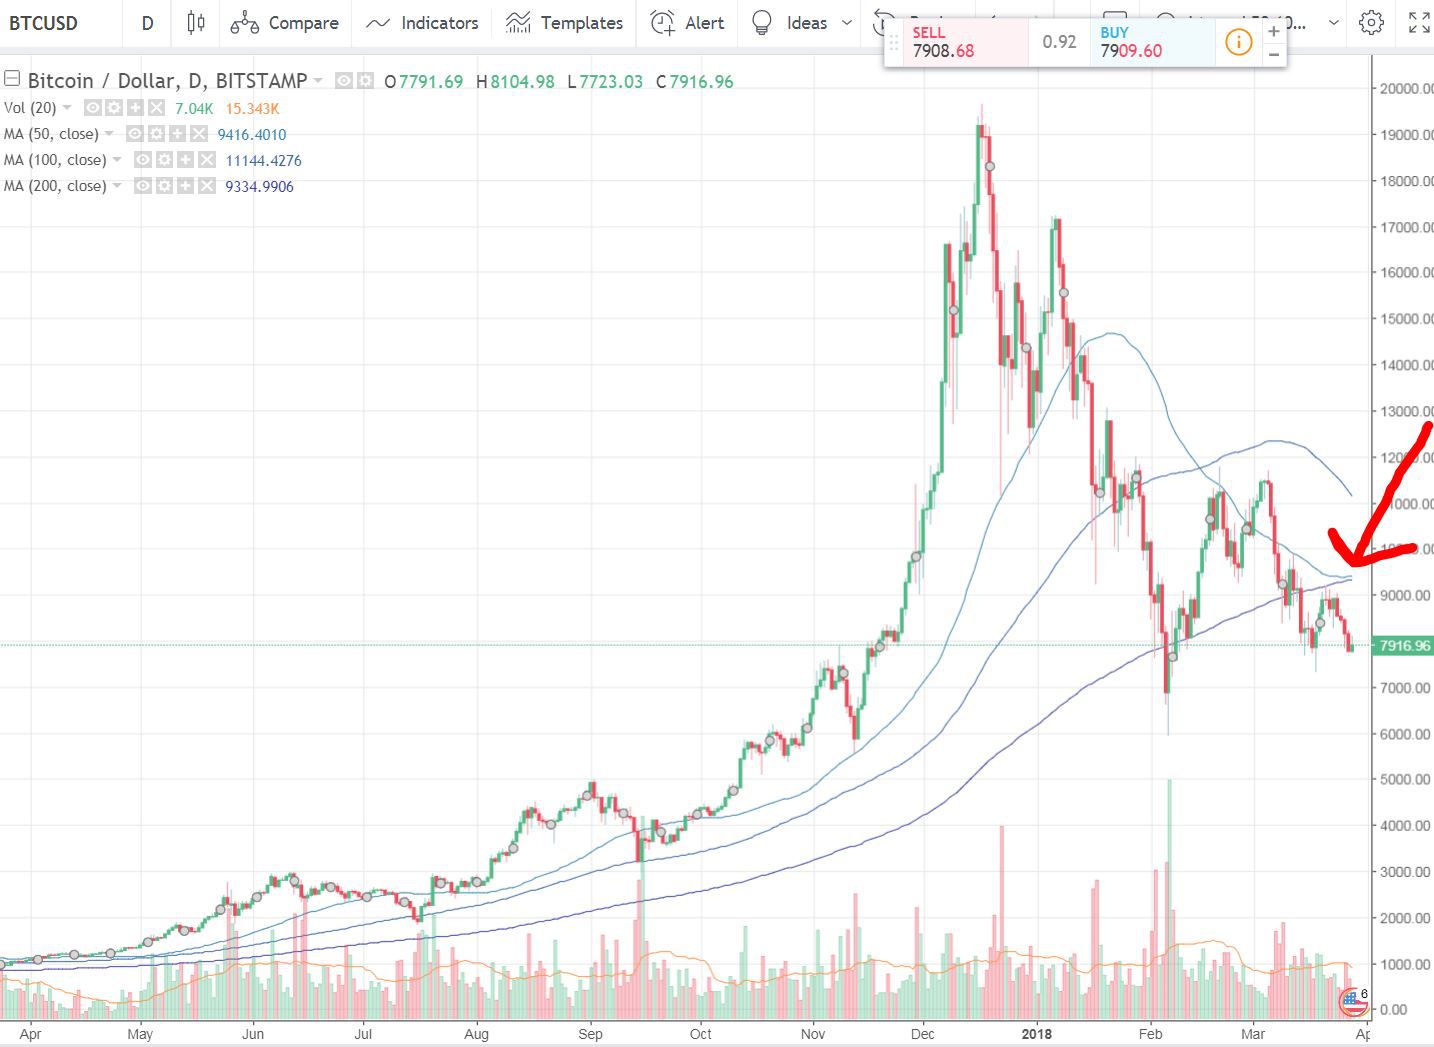 BTCUSD D Compare Indicators Templates Alert Ideas
SELL
7908.68
0.92
BUY
7909.60
Bitcoin / Dollar, D, BITSTAMP O7791.69 H8104.98 L7723.03 C7916.96
Vol (20) 7.04K 15.343K
MA (50, close) 9416.4010
MA (100, close) 11144.4276
MA (200, close) 9334.9906
20000.00
19000.00
18000.00
17000.00
16000.00
15000.00
14000.00
13000.00
9000.00
7916.96
7000.00
6000.00
5000.00
4000.00
3000.00
2000.00
1000.00
0.00
6
Apr May Jun Jul Aug Sep Oct Nov Dec 2018 Feb Mar